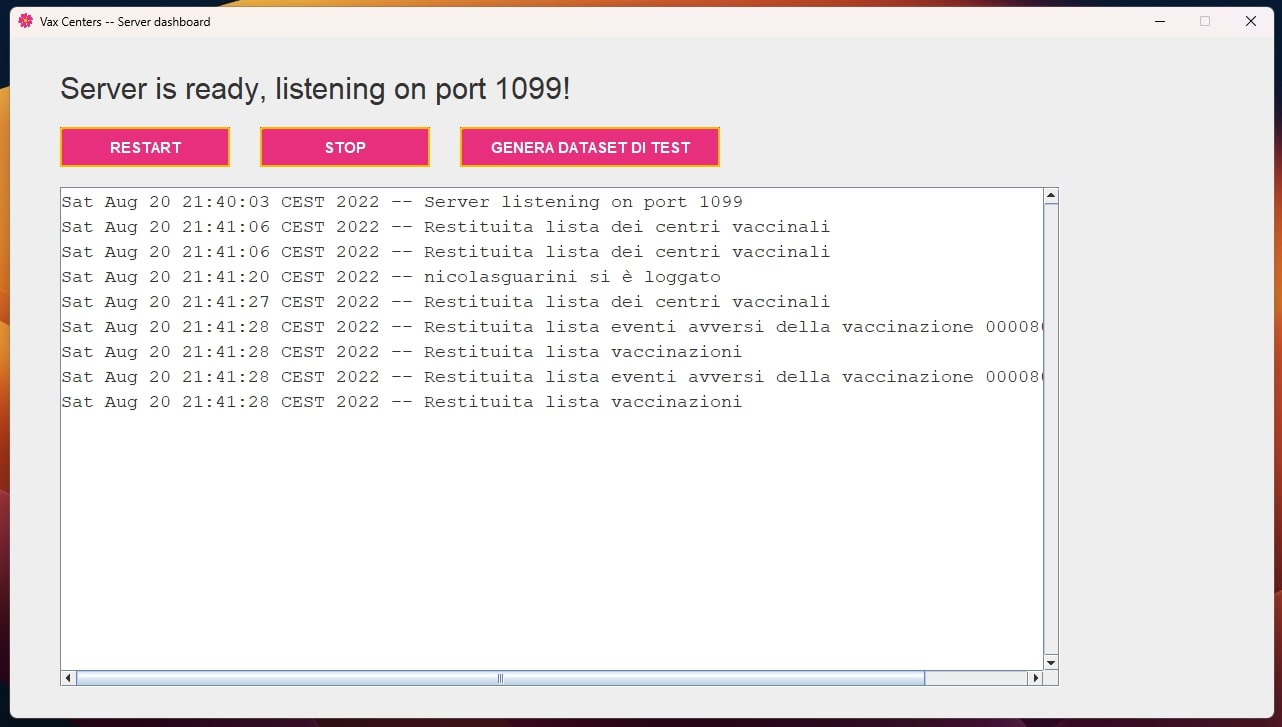 Vax Centers -- Server dashboard
Server is ready, listening on port 1099!
RESTART STOP GENERA DATASET DI TEST
Sat Aug 20 21:40:03 CEST 2022 -- Server listening on port 1099
Sat Aug 20 21:41:06 CEST 2022 -- Restituita lista dei centri vaccinali
Sat Aug 20 21:41:06 CEST 2022 -- Restituita lista dei centri vaccinali
Sat Aug 20 21:41:20 CEST 2022 -- nicolasguarini si è loggato
Sat Aug 20 21:41:27 CEST 2022 -- Restituita lista dei centri vaccinali
Sat Aug 20 21:41:28 CEST 2022 -- Restituita lista eventi avversi della vaccinazione
Sat Aug 20 21:41:28 CEST 2022 -- Restituita lista vaccinazioni
Sat Aug 20 21:41:28 CEST 2022 -- Restituita lista eventi avversi della vaccinazione
Sat Aug 20 21:41:28 CEST 2022 -- Restituita lista vaccinazioni